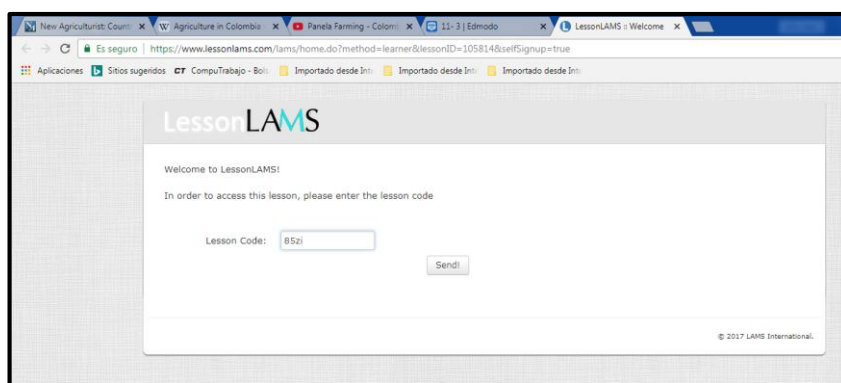 New Agriculturist: Count W Agriculture in Colombia Panela Farming - Colom 11- 3 | Edmodo LessonLAMS :: Welcome
Es seguro | https://www.lessonlams.com/lams/home.do?method=learner&lessonID=105814&selfSignup=true
Aplicaciones Sitios sugeridos CT CompuTrabajo - Bol Importado desde Int Importado desde Int Importado desde Int
LessonLAMS
Welcome to LessonLAMS!
In order to access this lesson, please enter the lesson code
Lesson Code: 85zi
Send!
© 2017 LAMS International.